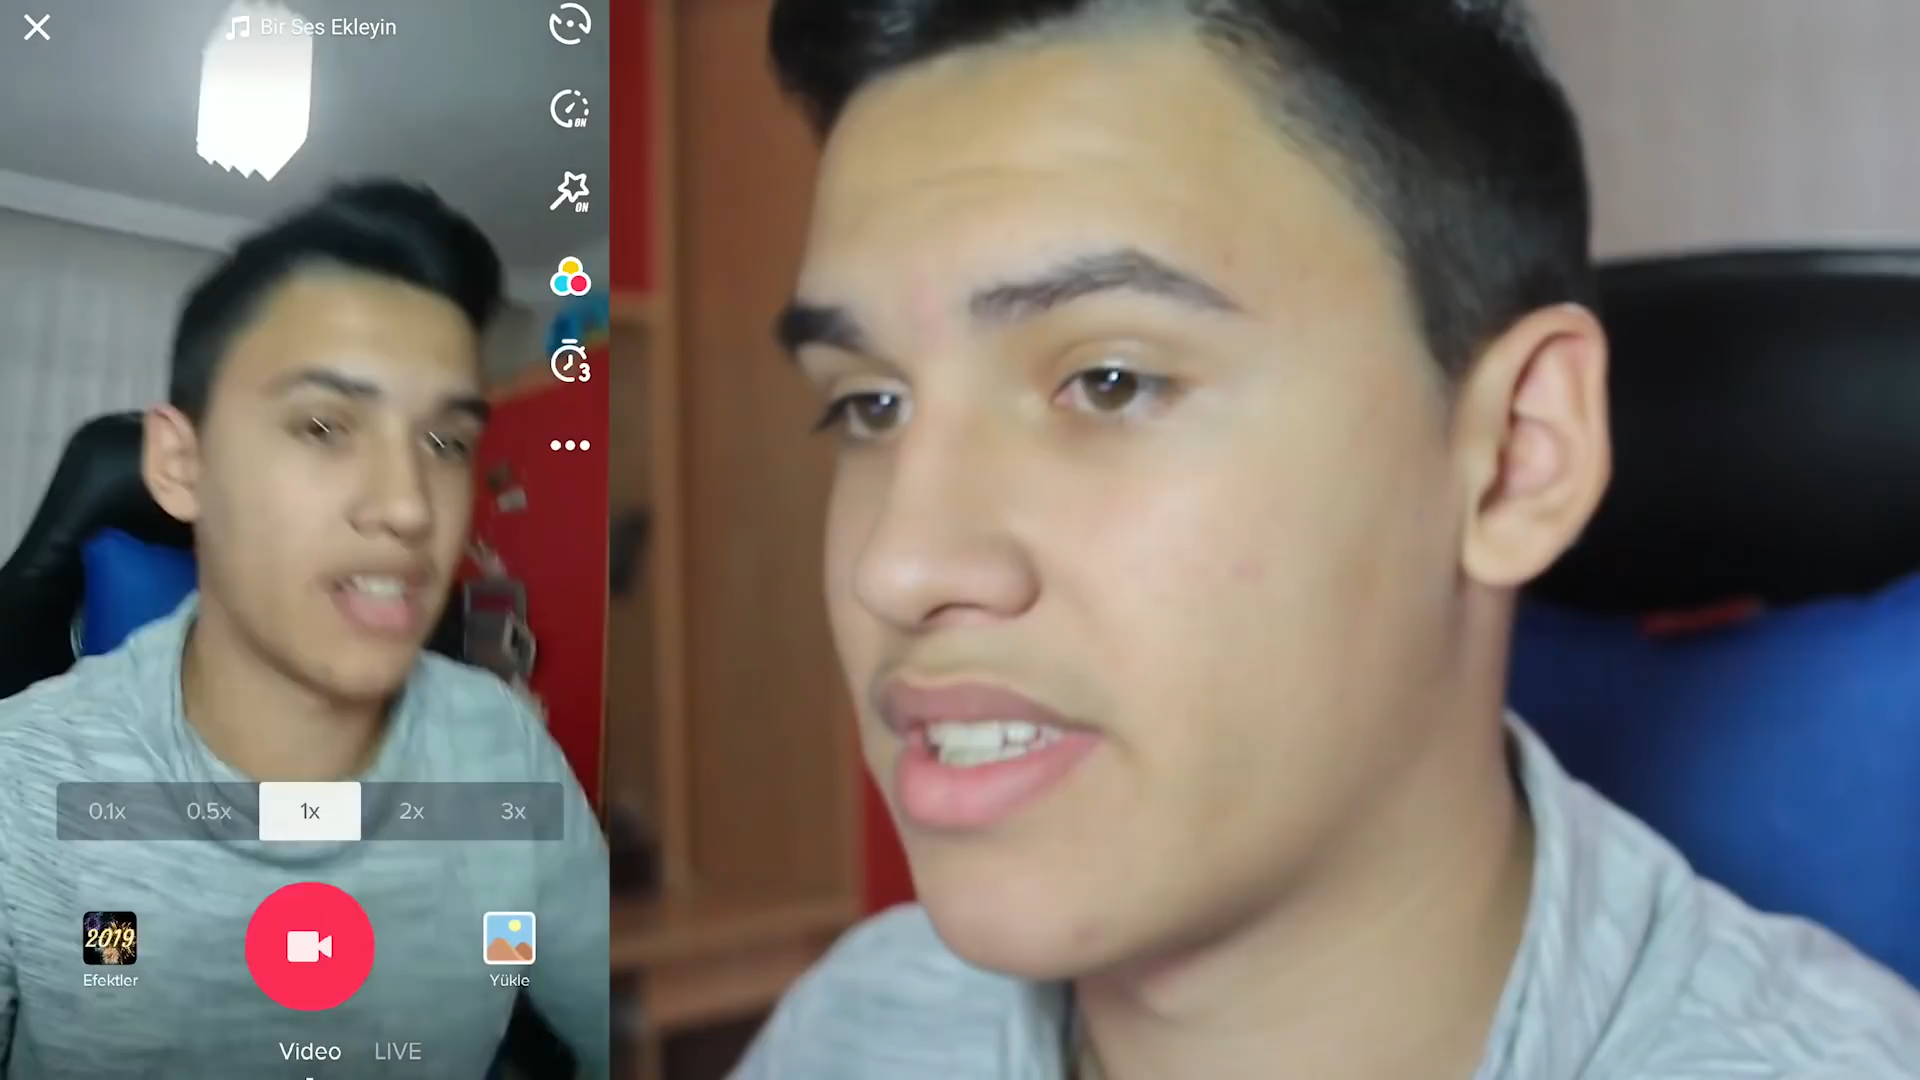 Bir Ses Ekleyin
ON
ON
3
0.1x 0.5x 1x 2x 3x
2019
Efektler
Yükle
Video LIVE